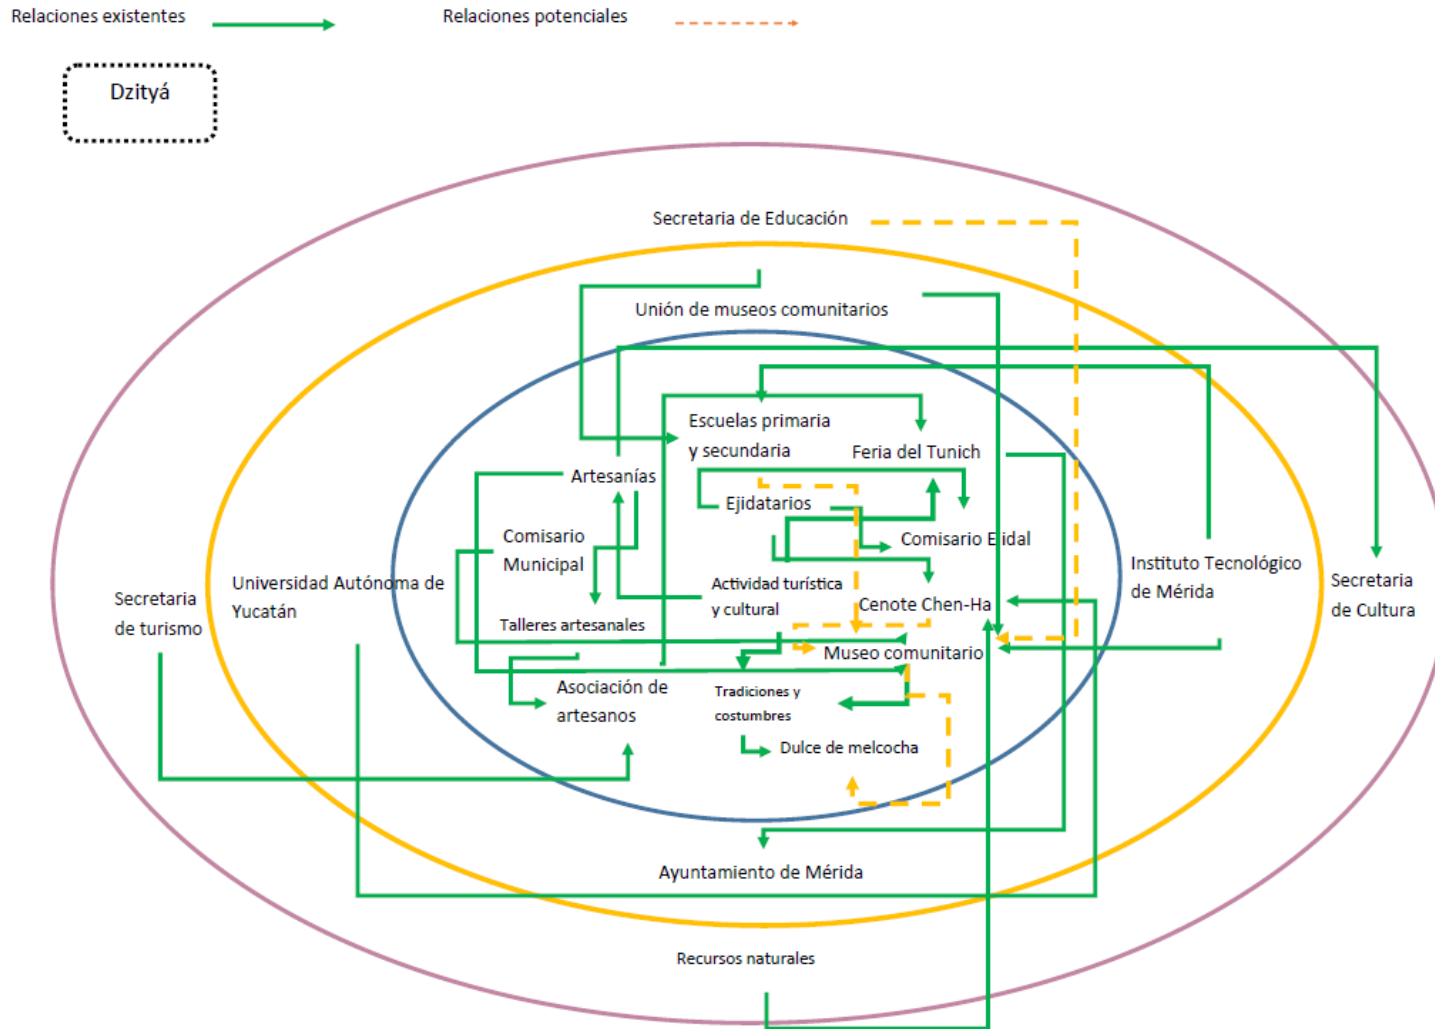 Relaciones existentes
Relaciones potenciales
Dzityá
Secretaria de Educación
Unión de museos comunitarios
Escuelas primaria
y secundaria
Feria del Tunich
Artesanías
Ejidatarios
Comisario
Municipal
Comisario Ejidal
Instituto Tecnológico
de Mérida
Secretaria
de Cultura
Universidad Autónoma de
Yucatán
Secretaria
de turismo
Actividad turística
y cultural
Cenote Chen-Ha
Talleres artesanales
Museo comunitario
Asociación de
artesanos
Tradiciones y
costumbres
Dulce de melcocha
Ayuntamiento de Mérida
Recursos naturales